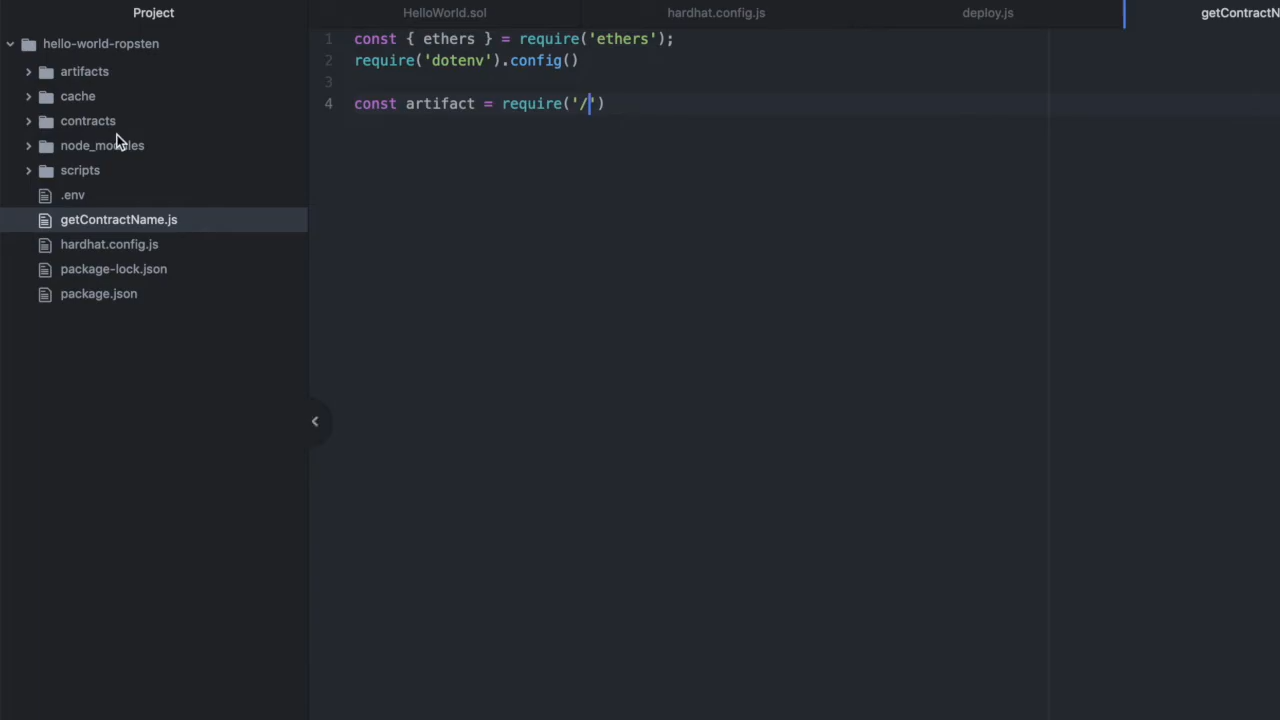 Project
HelloWorld.sol
hardhat.config.js
deploy.js
getContractN
hello-world-ropsten
artifacts
cache
contracts
node_modules
scripts
.env
getContractName.js
hardhat.config.js
package-lock.json
package.json
1 const { ethers } = require('ethers');
2 require('dotenv').config()
3
4 const artifact = require('/')